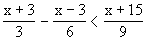 (x + 3)/3 − (x − 3)/6 < (x + 15)/9